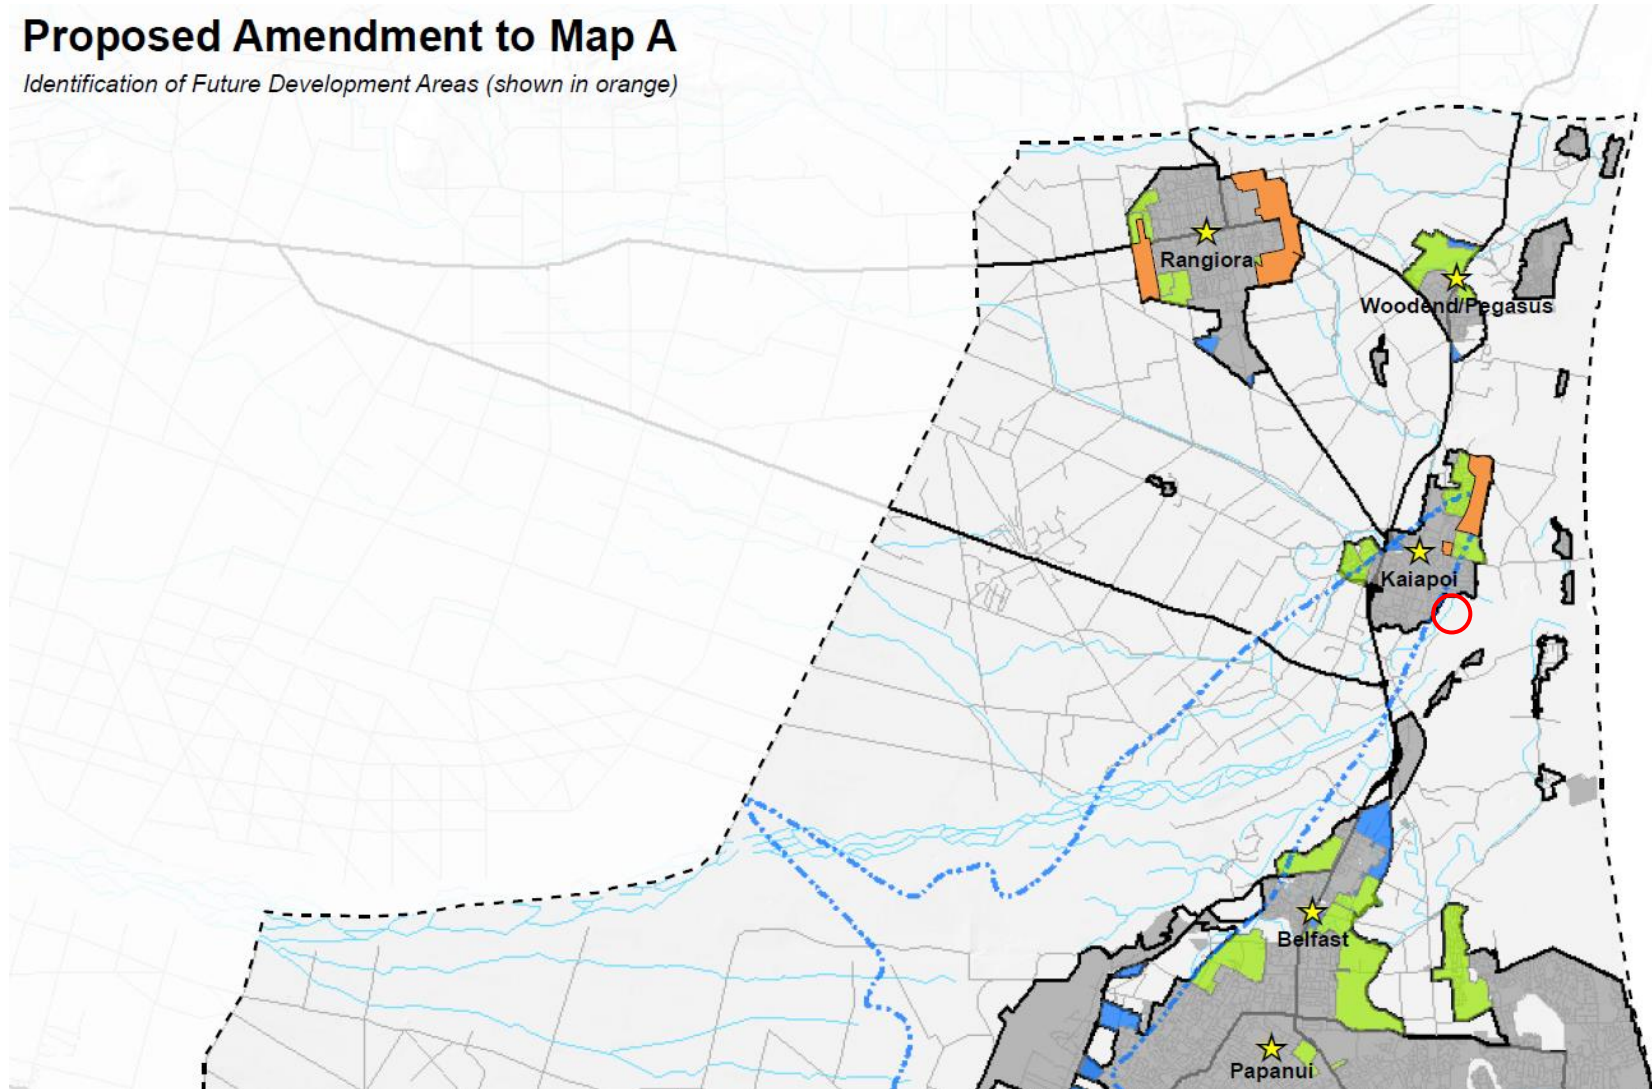 Proposed Amendment to Map A
Identification of Future Development Areas (shown in orange)
Rangiora
Woodend/Pegasus
Kaiapoi
Belfast
Papanui